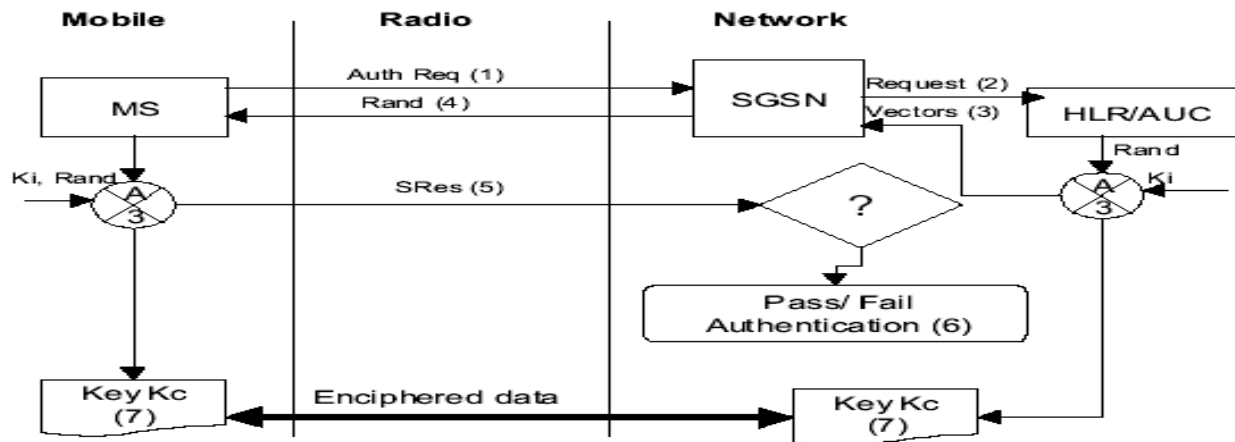 Mobile
Radio
Network
Auth Req (1)
Rand (4)
MS
SGSN
Request (2)
Vectors (3)
HLR/AUC
Rand
Ki, Rand
A
3
SRes (5)
?
A
3
Ki
Pass/ Fail
Authentication (6)
Key Kc
(7)
Enciphered data
Key Kc
(7)